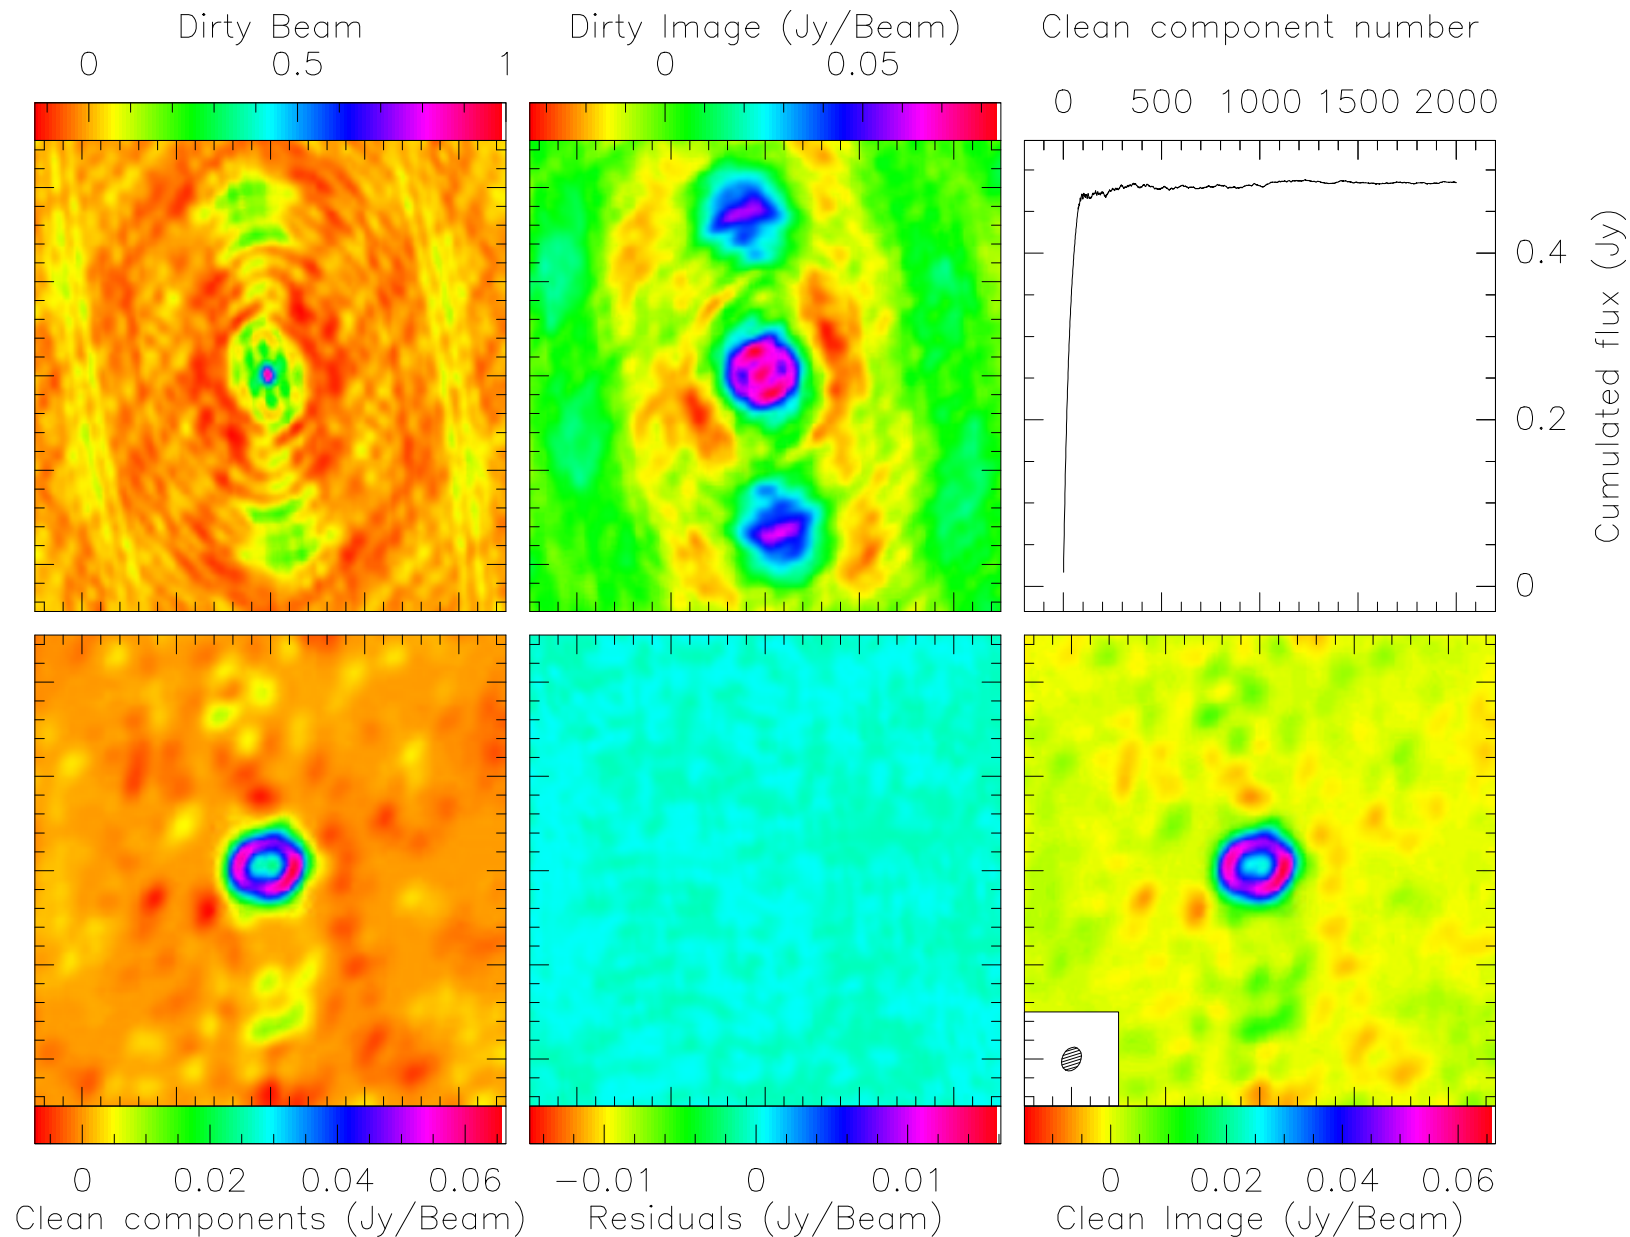 Dirty Beam
0 0.5 1
Dirty Image (Jy/Beam)
0 0.05
Clean component number
0 500 1000 1500 2000
0.4
0.2
0
Cumulated flux (Jy)
0 0.02 0.04 0.06
Clean components (Jy/Beam)
−0.01 0 0.01
Residuals (Jy/Beam)
0 0.02 0.04 0.06
Clean Image (Jy/Beam)